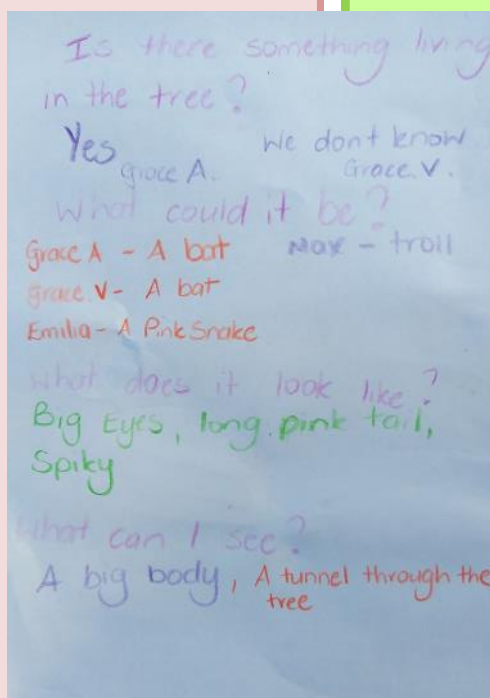 Is there something living
in the tree?
Yes Grace A. We dont know Grace.V.
What could it be?
Grace A - A bat Max - troll
Grace V - A bat
Emilia - A Pink Snake
What does it look like?
Big Eyes, long pink tail,
Spiky
What can I see?
A big body, A tunnel through the
tree